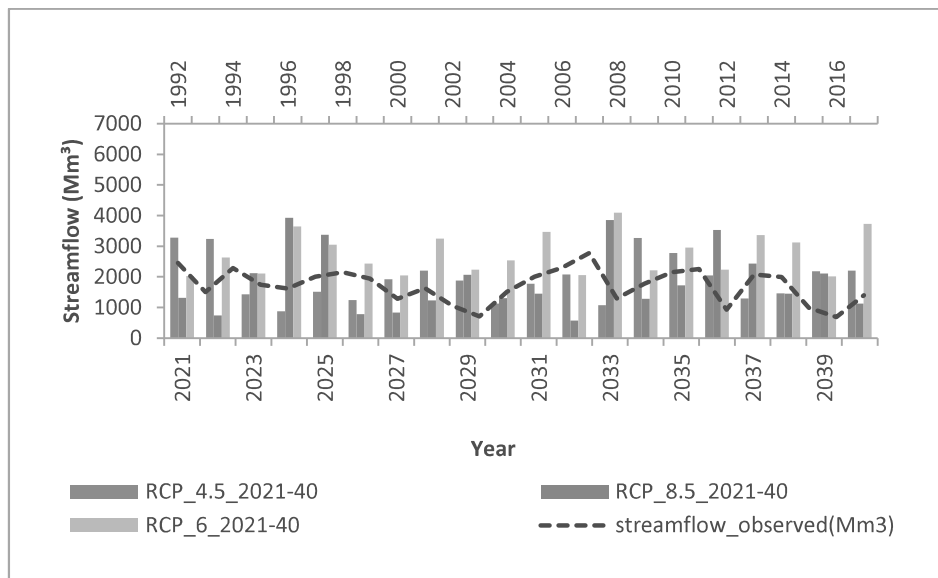 1992 1994 1996 1998 2000 2002 2004 2006 2008 2010 2012 2014 2016
7000
6000
5000
4000
3000
2000
1000
0
Streamflow (Mm³)
2021 2023 2025 2027 2029 2031 2033 2035 2037 2039
Year
RCP_4.5_2021-40 RCP_8.5_2021-40
RCP_6_2021-40 streamflow_observed(Mm3)